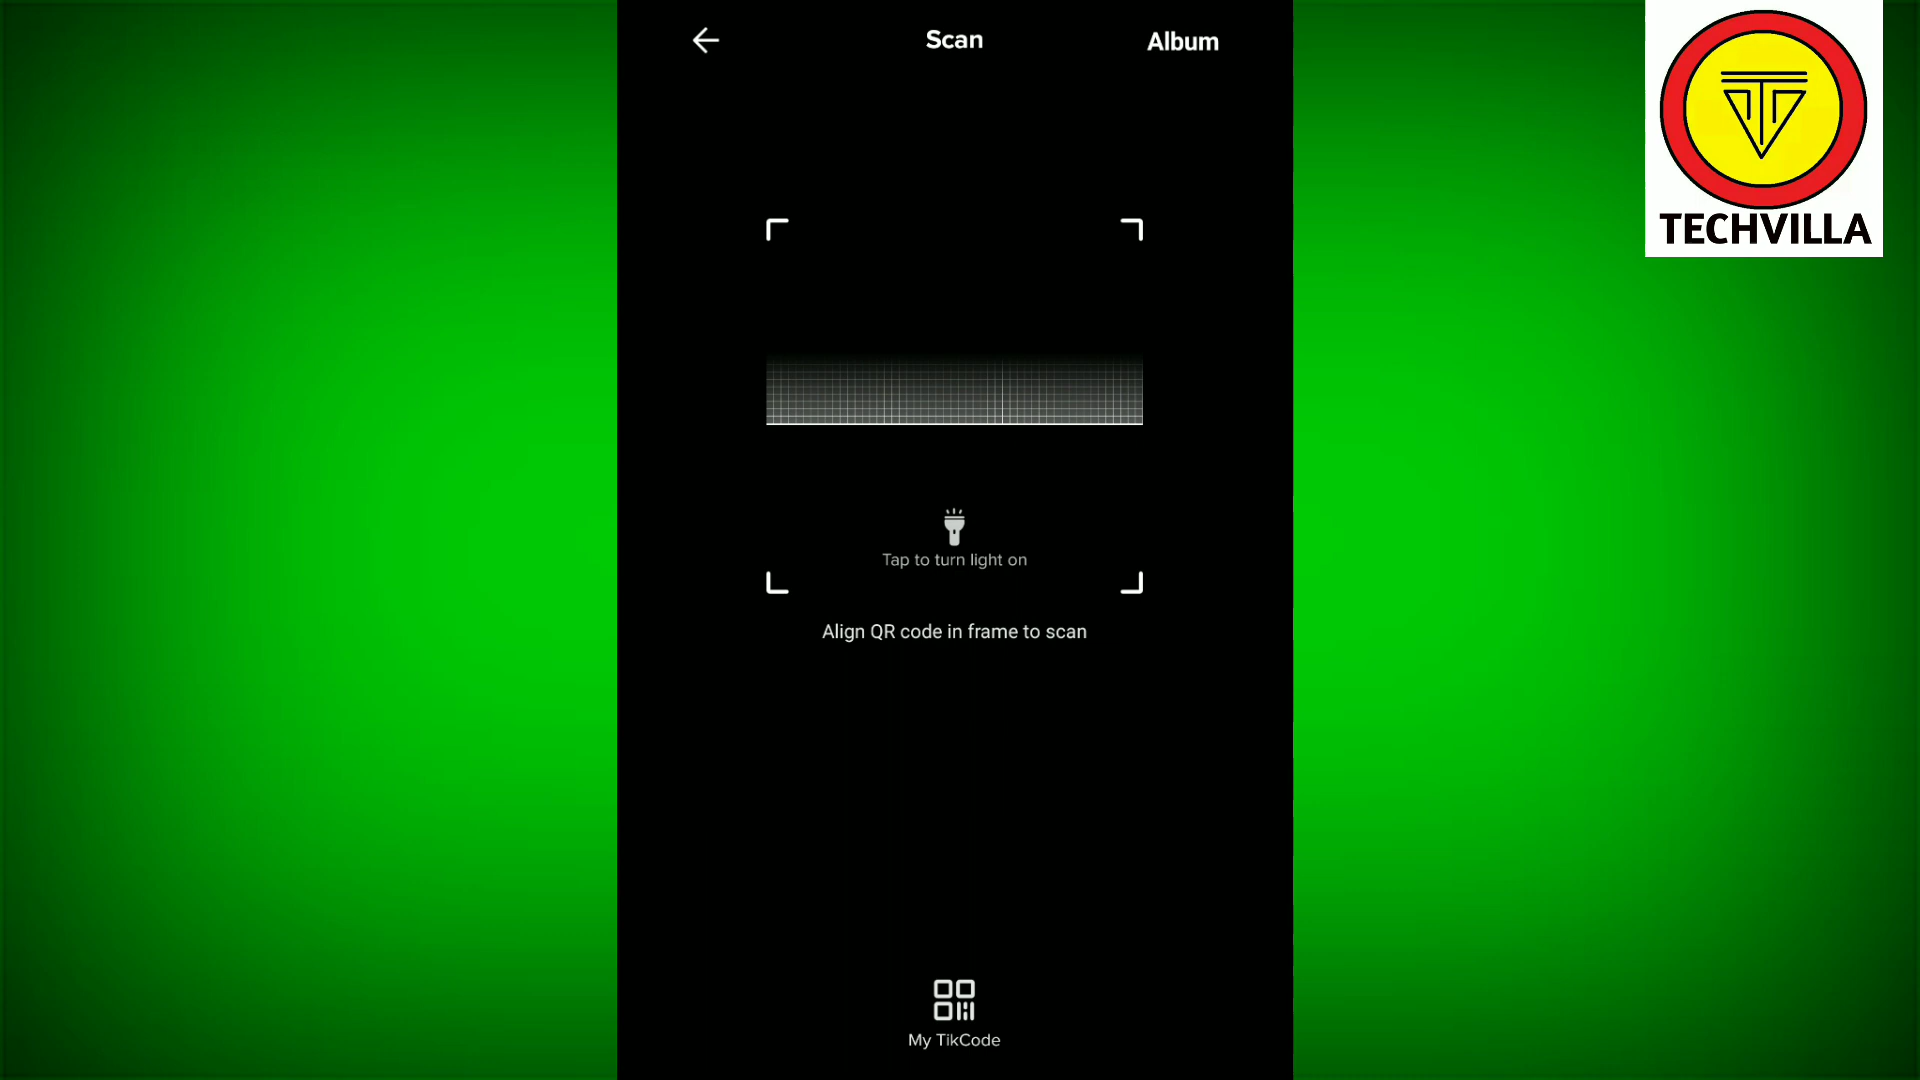 Scan
Album
TECHVILLA
Tap to turn light on
Align QR code in frame to scan
My TikCode